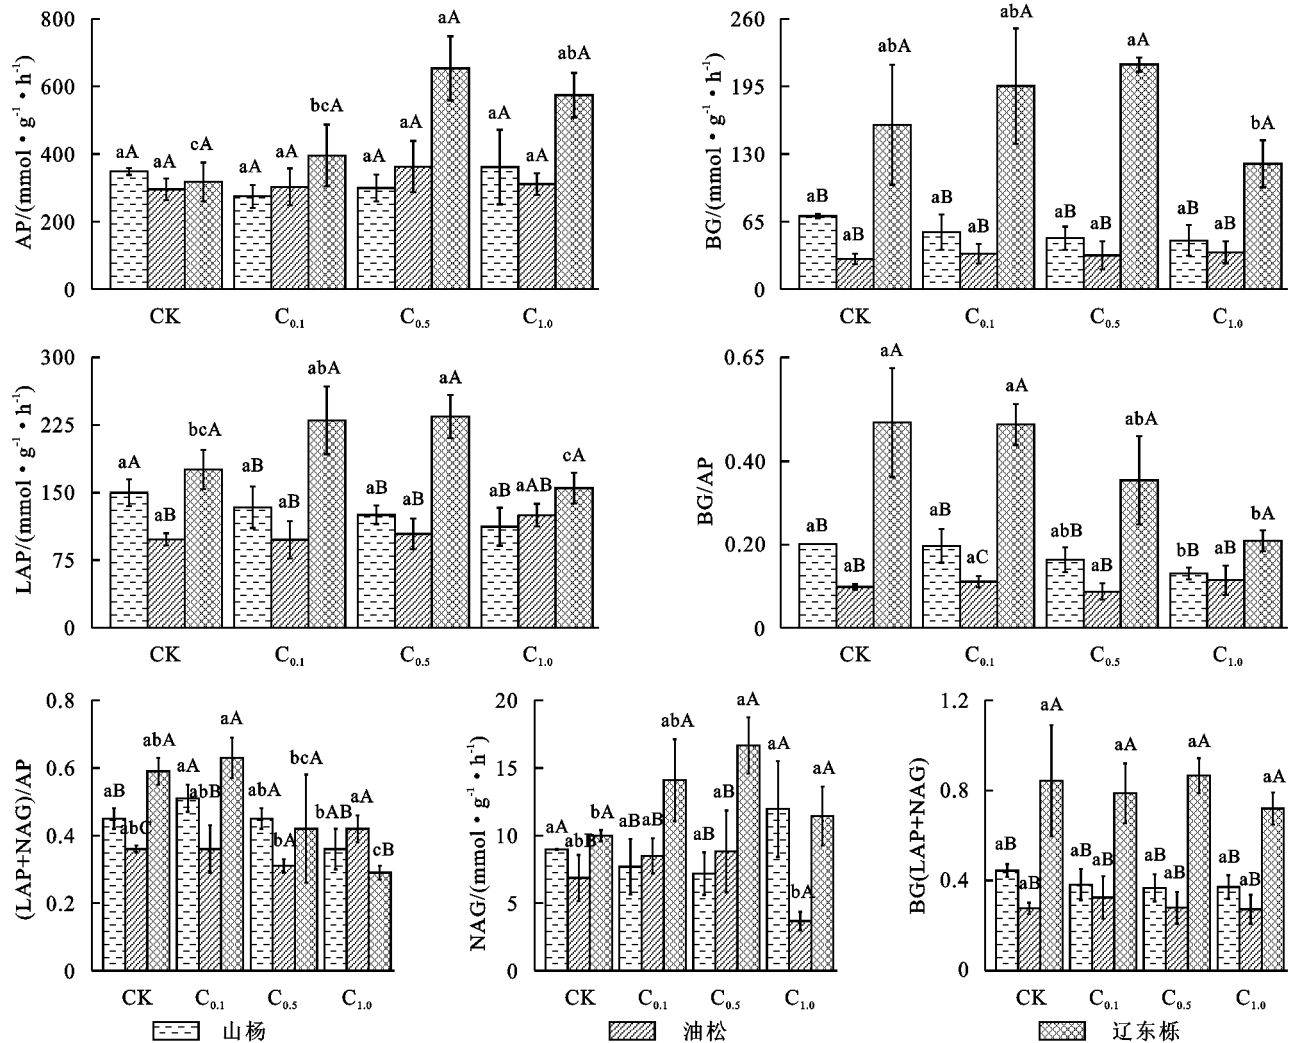 AP/(mmol·g⁻¹·h⁻¹)
800
600
400
200
0
aA aA cA
aA aA bcA
aA aA aA
aA aA abA
CK C₀.₁ C₀.₅ C₁.₀
BG/(mmol·g⁻¹·h⁻¹)
260
195
130
65
0
aB aB abA
aB aB abA
aB aB aA
aB aB bA
CK C₀.₁ C₀.₅ C₁.₀
LAP/(mmol·g⁻¹·h⁻¹)
300
225
150
75
0
aA aB bcA
aB aB abA
aB aB aA
aB aAB cA
CK C₀.₁ C₀.₅ C₁.₀
BG/AP
0.65
0.40
0.20
0
aB aB aA
aB aC aA
abB aB abA
bB aB bA
CK C₀.₁ C₀.₅ C₁.₀
(LAP+NAG)/AP
0.8
0.6
0.4
0.2
0
aB abC abA
aA abB aA
abA bA bcA
bAB aA cB
CK C₀.₁ C₀.₅ C₁.₀
NAG/(mmol·g⁻¹·h⁻¹)
20
15
10
5
0
aA abB bA
aB aB abA
aB aB aA
aA bA aA
CK C₀.₁ C₀.₅ C₁.₀
BG(LAP+NAG)
1.2
0.8
0.4
0
aB aB aA
aB aB aA
aB aB aA
aB aB aA
CK C₀.₁ C₀.₅ C₁.₀
山杨 油松 辽东栎